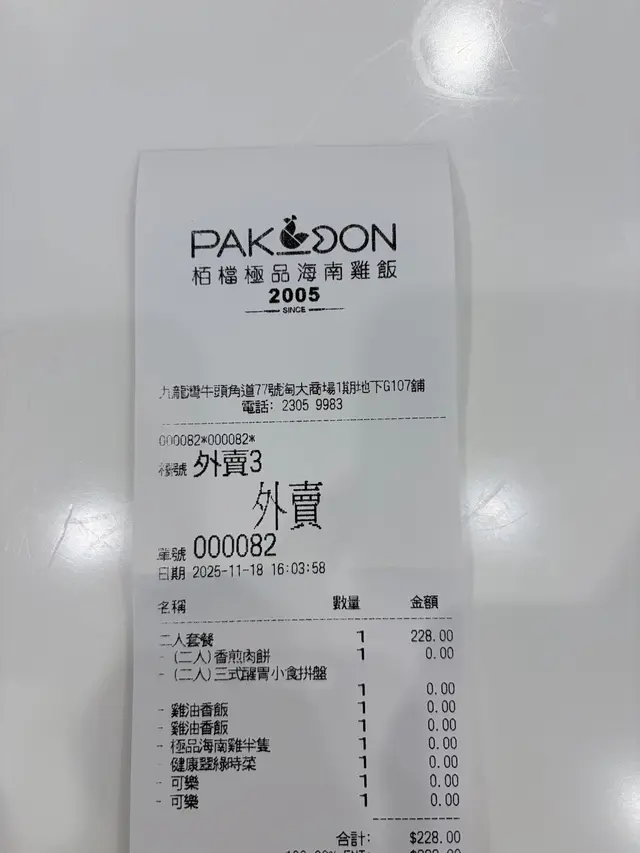 PAK DON
栢檔極品海南雞飯
2005
SINCE
九龍灣牛頭角道77號淘大商場1期地下G107舖
電話: 2305 9983
000082*000082*
檯號 外賣3
外賣
單號 000082
日期 2025-11-18 16:03:58
名稱 數量 金額
二人套餐 1 228.00
- (二人)香煎肉餅 1 0.00
- (二人)三式醒胃小食拼盤
1 0.00
- 雞油香飯 1 0.00
- 雞油香飯 1 0.00
- 極品海南雞半隻 1 0.00
- 健康翠綠時菜 1 0.00
- 可樂 1 0.00
- 可樂 1 0.00
合計: $228.00